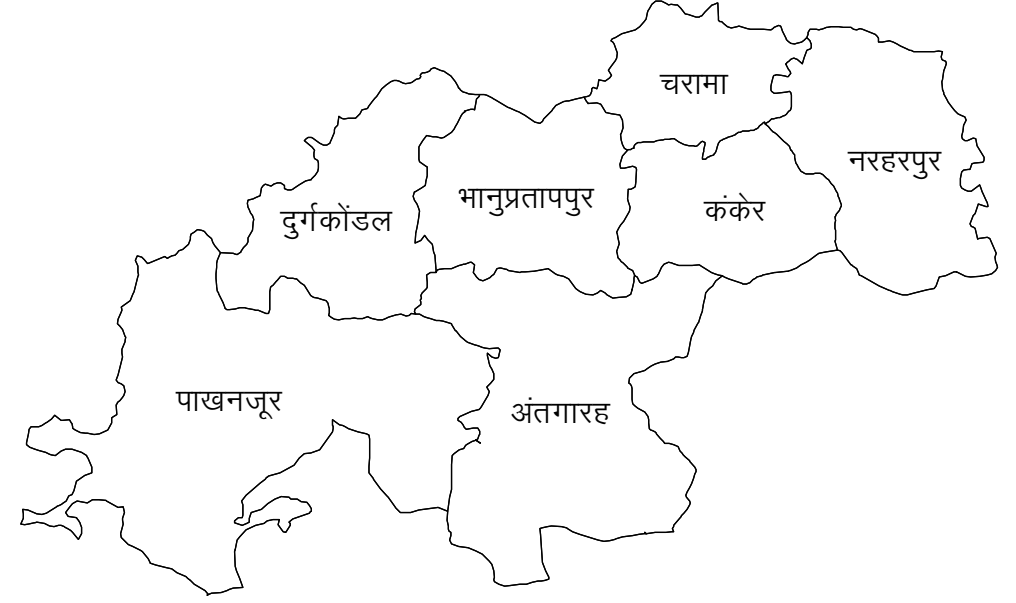 चरामा
नरहरपुर
भानुप्रतापपुर
कंकेर
दुर्गकोंडल
पाखनजूर
अंतगारह